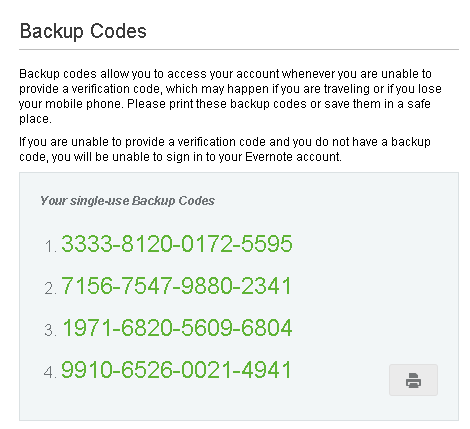 Backup Codes
Backup codes allow you to access your account whenever you are unable to
provide a verification code, which may happen if you are traveling or if you lose
your mobile phone. Please print these backup codes or save them in a safe
place.
If you are unable to provide a verification code and you do not have a backup
code, you will be unable to sign in to your Evernote account.
Your single-use Backup Codes
1. 3333-8120-0172-5595
2. 7156-7547-9880-2341
3. 1971-6820-5609-6804
4. 9910-6526-0021-4941